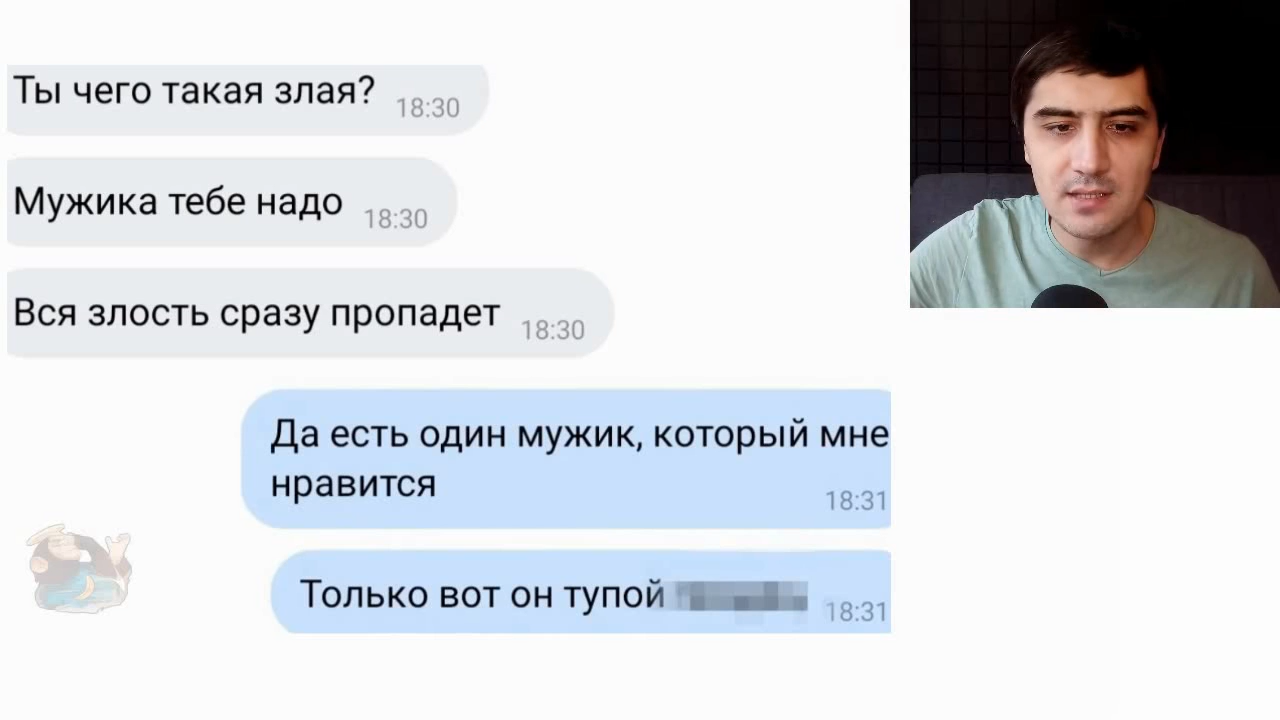 Ты чего такая злая?
18:30
Мужика тебе надо
18:30
Вся злость сразу пропадет
18:30
Да есть один мужик, который мне
нравится
18:31
Только вот он тупой
18:31